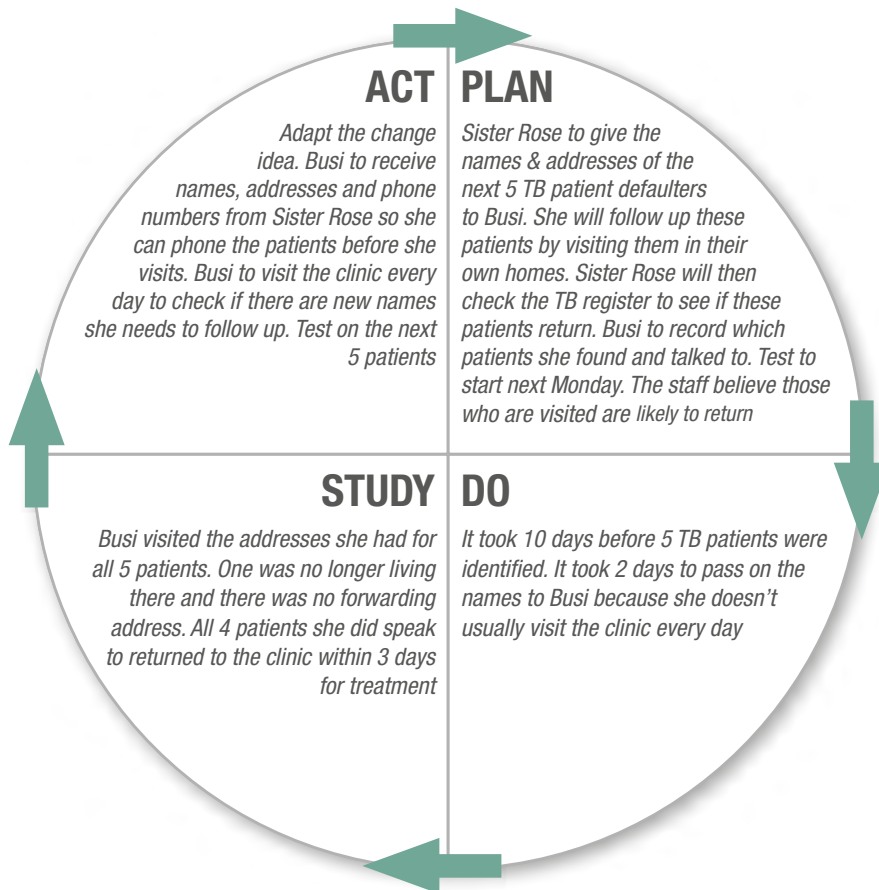 ACT
Adapt the change
idea. Busi to receive
names, addresses and phone
numbers from Sister Rose so she
can phone the patients before she
visits. Busi to visit the clinic every
day to check if there are new names
she needs to follow up. Test on the next
5 patients
PLAN
Sister Rose to give the
names & addresses of the
next 5 TB patient defaulters
to Busi. She will follow up these
patients by visiting them in their
own homes. Sister Rose will then
check the TB register to see if these
patients return. Busi to record which
patients she found and talked to. Test to
start next Monday. The staff believe those
who are visited are likely to return
STUDY
Busi visited the addresses she had for
all 5 patients. One was no longer living
there and there was no forwarding
address. All 4 patients she did speak
to returned to the clinic within 3 days
for treatment
DO
It took 10 days before 5 TB patients were
identified. It took 2 days to pass on the
names to Busi because she doesn’t
usually visit the clinic every day